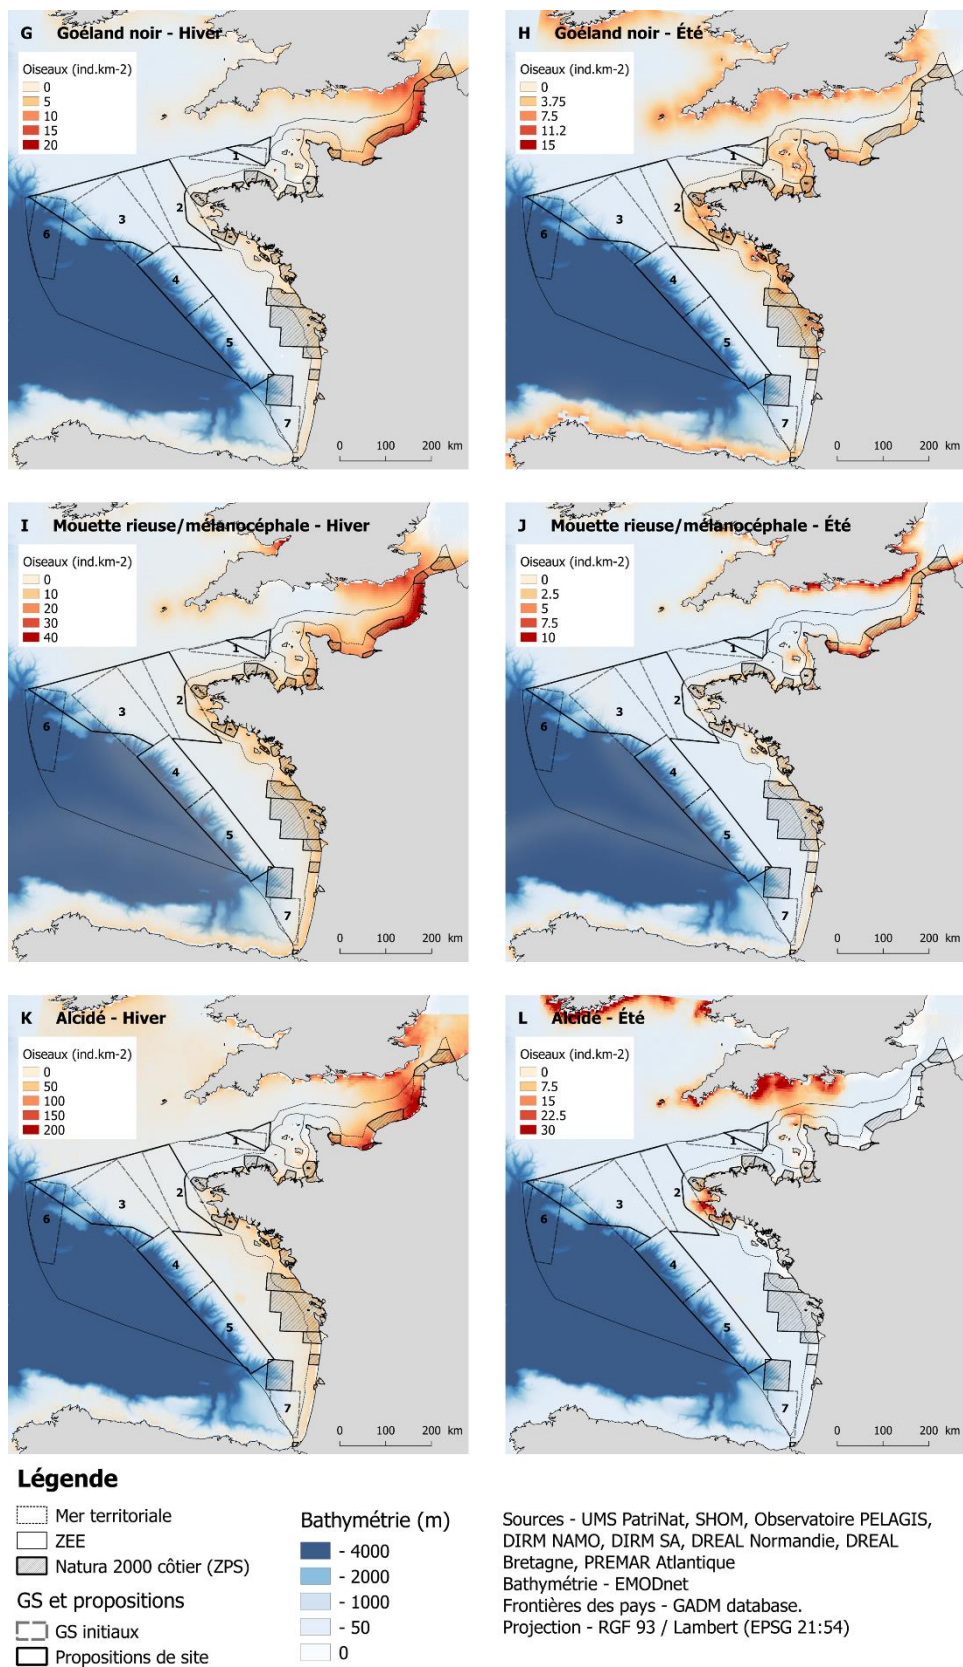 G Goéland noir - Hiver
Oiseaux (ind.km-2)
0
5
10
15
20
1
2
3
4
5
6
7
0 100 200 km
H Goéland noir - Été
Oiseaux (ind.km-2)
0
3.75
7.5
11.2
15
1
2
3
4
5
6
7
0 100 200 km
I Mouette rieuse/mélanocéphale - Hiver
Oiseaux (ind.km-2)
0
10
20
30
40
1
2
3
4
5
6
7
0 100 200 km
J Mouette rieuse/mélanocéphale - Été
Oiseaux (ind.km-2)
0
2.5
5
7.5
10
1
2
3
4
5
6
7
0 100 200 km
K Alcidé - Hiver
Oiseaux (ind.km-2)
0
50
100
150
200
1
2
3
4
5
6
7
0 100 200 km
L Alcidé - Été
Oiseaux (ind.km-2)
0
7.5
15
22.5
30
1
2
3
4
5
6
7
0 100 200 km
Légende
Mer territoriale
ZEE
Natura 2000 côtier (ZPS)
GS et propositions
GS initiaux
Propositions de site
Bathymétrie (m)
- 4000
- 2000
- 1000
- 50
0
Sources - UMS PatriNat, SHOM, Observatoire PELAGIS,
DIRM NAMO, DIRM SA, DREAL Normandie, DREAL
Bretagne, PREMAR Atlantique
Bathymétrie - EMODnet
Frontières des pays - GADM database.
Projection - RGF 93 / Lambert (EPSG 21:54)